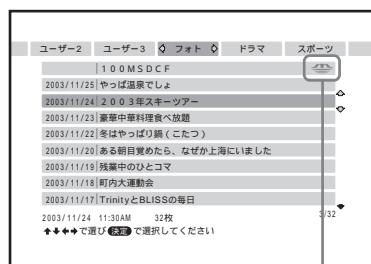 ユーザー2 ユーザー3 フォト ドラマ スポーツ
100MSDCF
2003/11/25 やっぱ温泉でしょ
2003/11/24 2003年スキーツアー
2003/11/23 豪華中華料理食べ放題
2003/11/22 冬はやっぱり鍋(こたつ)
2003/11/20 ある朝目覚めたら、なぜか上海にいました
2003/11/19 残業中のひとコマ
2003/11/18 町内大運動会
2003/11/17 TrinityとBLISSの毎日
2003/11/24 11:30AM 32枚 3/32
↑↓←→で選び 決定 で選択してください